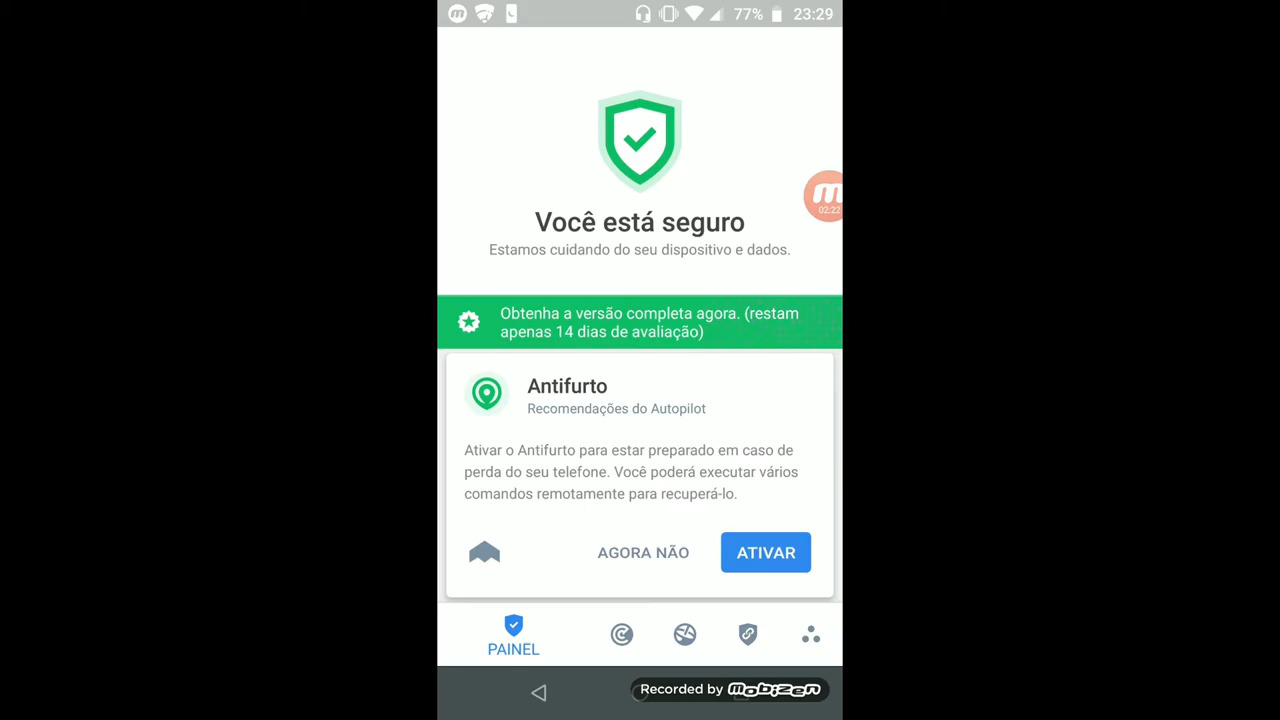 77% 23:29
02:22
Você está seguro
Estamos cuidando do seu dispositivo e dados.
Obtenha a versão completa agora. (restam
apenas 14 dias de avaliação)
Antifurto
Recomendações do Autopilot
Ativar o Antifurto para estar preparado em caso de
perda do seu telefone. Você poderá executar vários
comandos remotamente para recuperá-lo.
AGORA NÃO ATIVAR
PAINEL
Recorded by mobizen